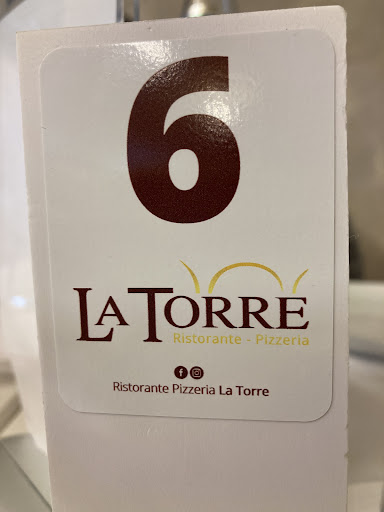 6
LA TORRE
Ristorante - Pizzeria
Ristorante Pizzeria La Torre